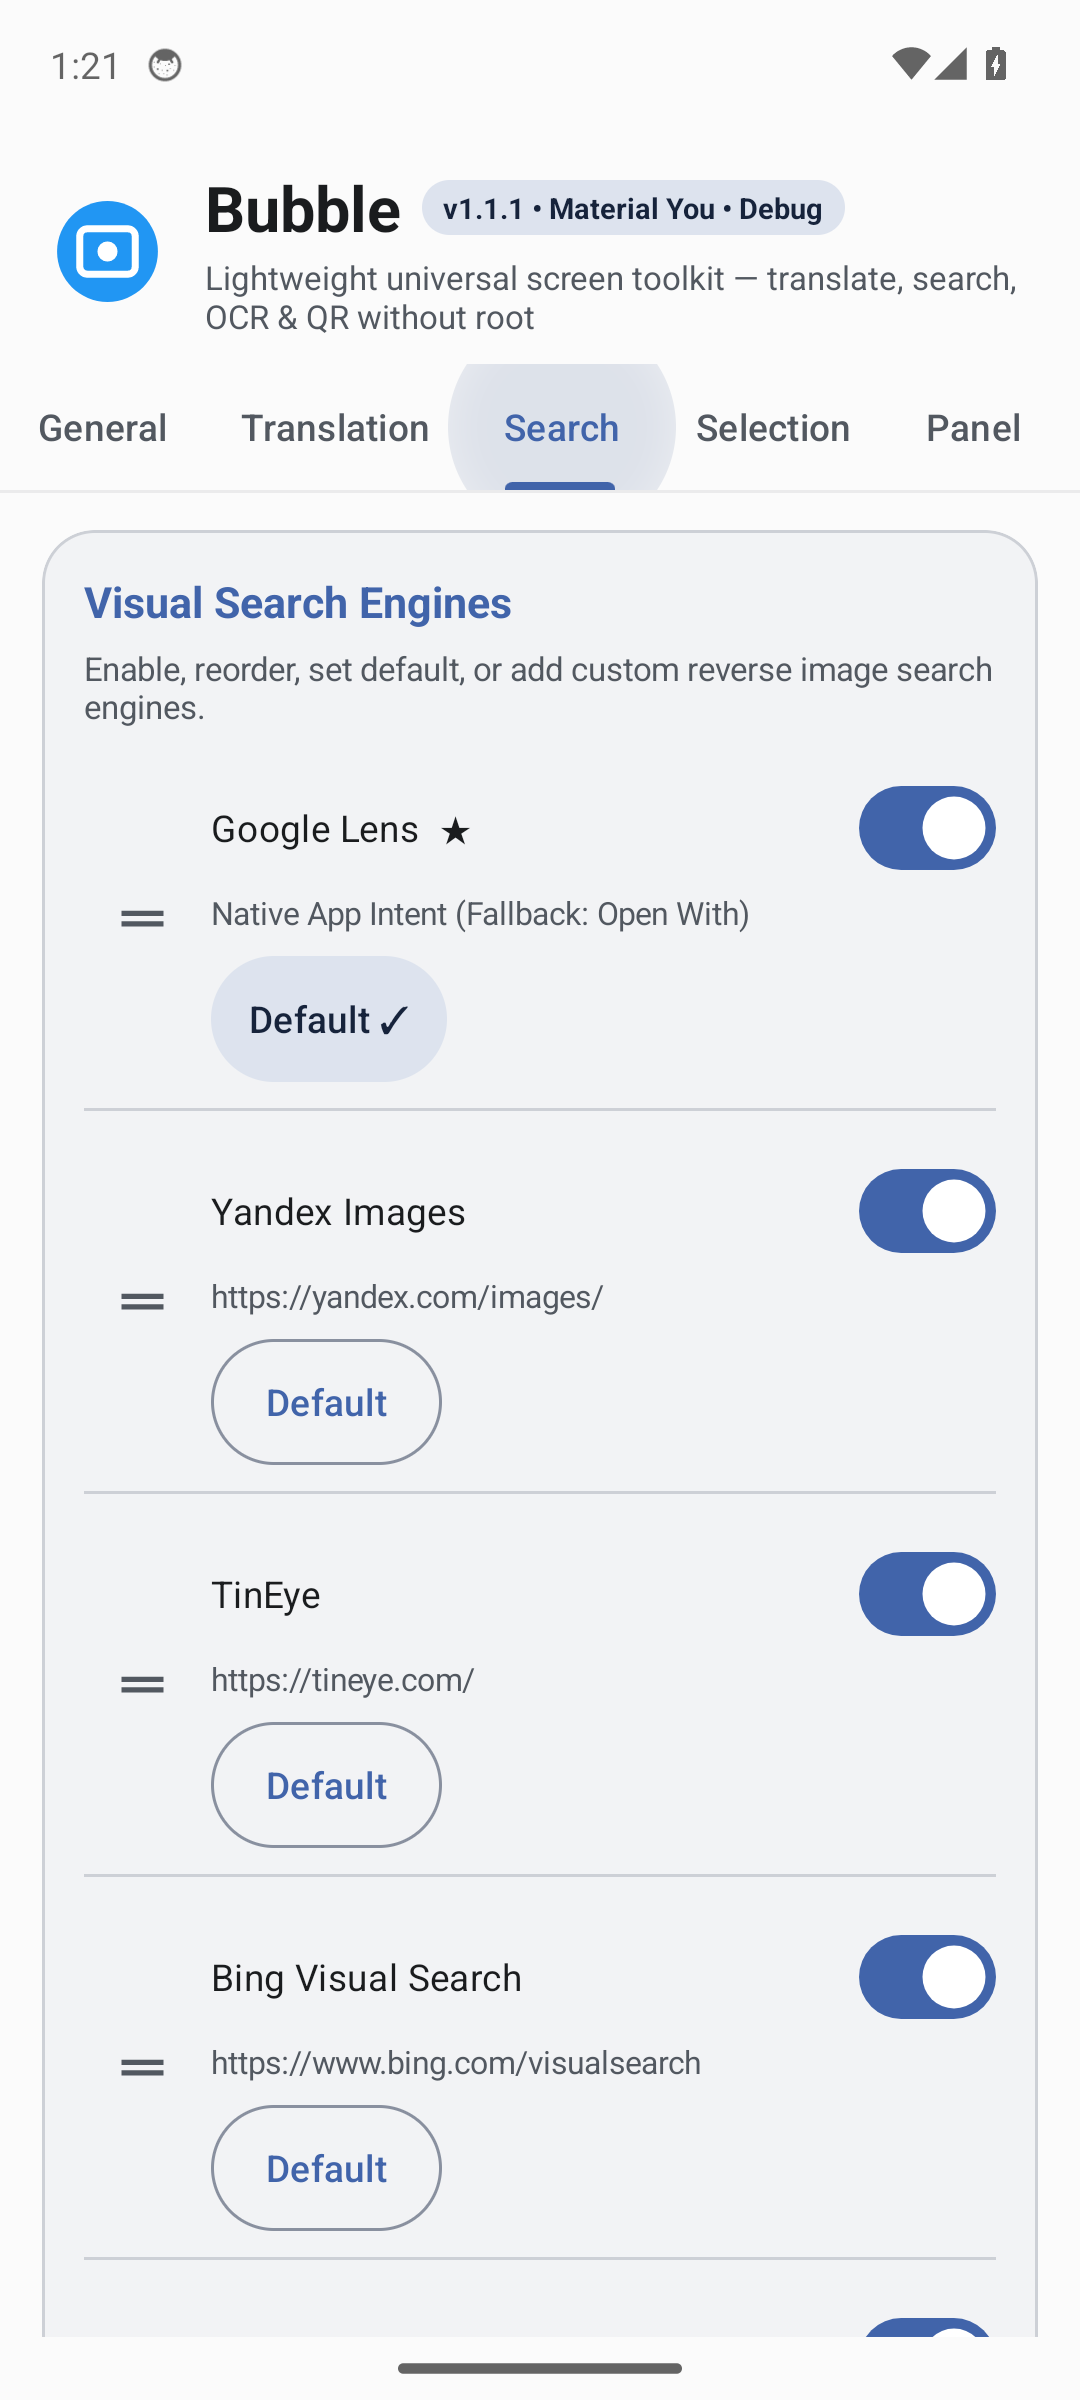 1:21
Bubble
v1.1.1 • Material You • Debug
Lightweight universal screen toolkit — translate, search,
OCR & QR without root
General
Translation
Search
Selection
Panel
Visual Search Engines
Enable, reorder, set default, or add custom reverse image search
engines.
Google Lens ★
Native App Intent (Fallback: Open With)
Default ✓
Yandex Images
https://yandex.com/images/
Default
TinEye
https://tineye.com/
Default
Bing Visual Search
https://www.bing.com/visualsearch
Default